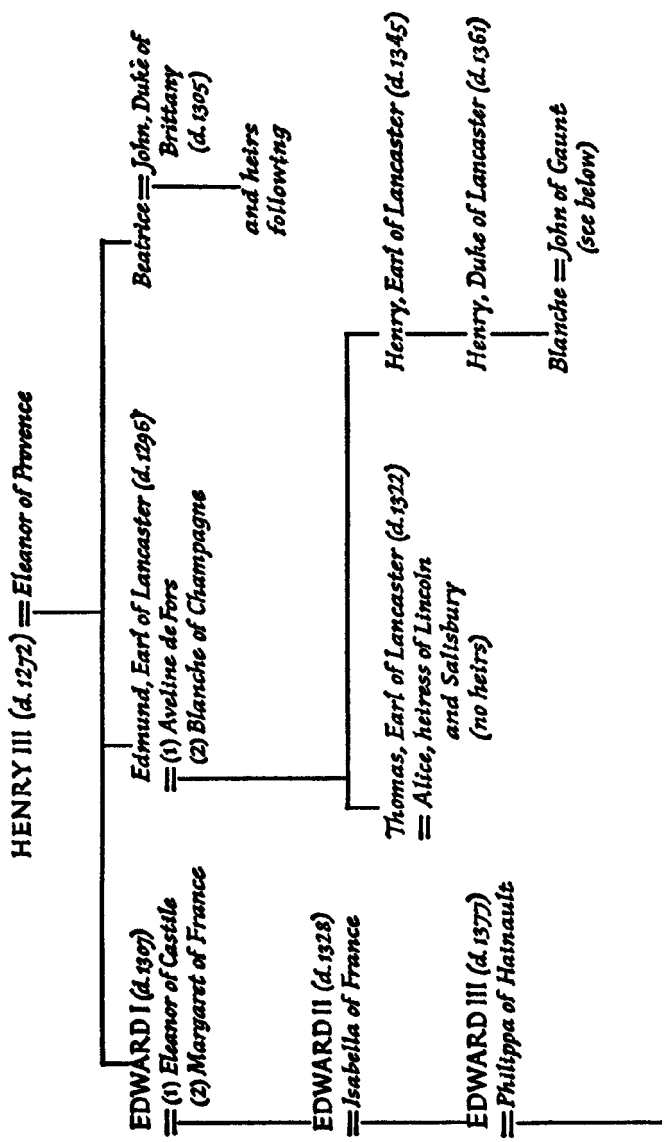 HENRY III (d.1272) = Eleanor of Provence
EDWARD I (d.1307)
= (1) Eleanor of Castile
(2) Margaret of France
Edmund, Earl of Lancaster (d.1296)
= (1) Aveline de Fors
(2) Blanche of Champagne
Beatrice = John, Duke of
Brittany
(d.1305)
and heirs
following
EDWARD II (d.1328)
= Isabella of France
Thomas, Earl of Lancaster (d.1322)
= Alice, heiress of Lincoln
and Salisbury
(no heirs)
Henry, Earl of Lancaster (d.1345)
EDWARD III (d.1377)
= Philippa of Hainault
Henry, Duke of Lancaster (d.1361)
Blanche = John of Gaunt
(see below)